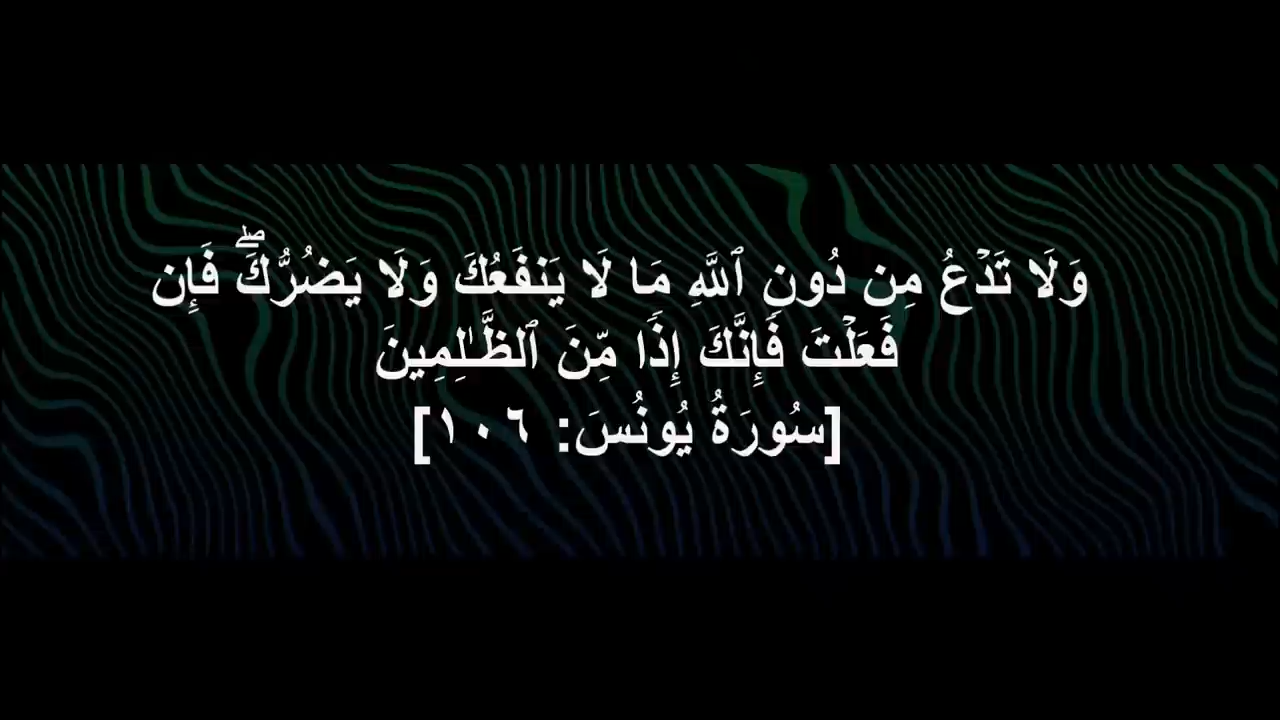 وَلَا تَدۡعُ مِن دُونِ ٱللَّهِ مَا لَا يَنفَعُكَ وَلَا يَضُرُّكَۖ فَإِن
فَعَلۡتَ فَإِنَّكَ إِذٗا مِّنَ ٱلظَّـٰلِمِينَ
[سُورَةُ يُونُسَ: ١٠٦]